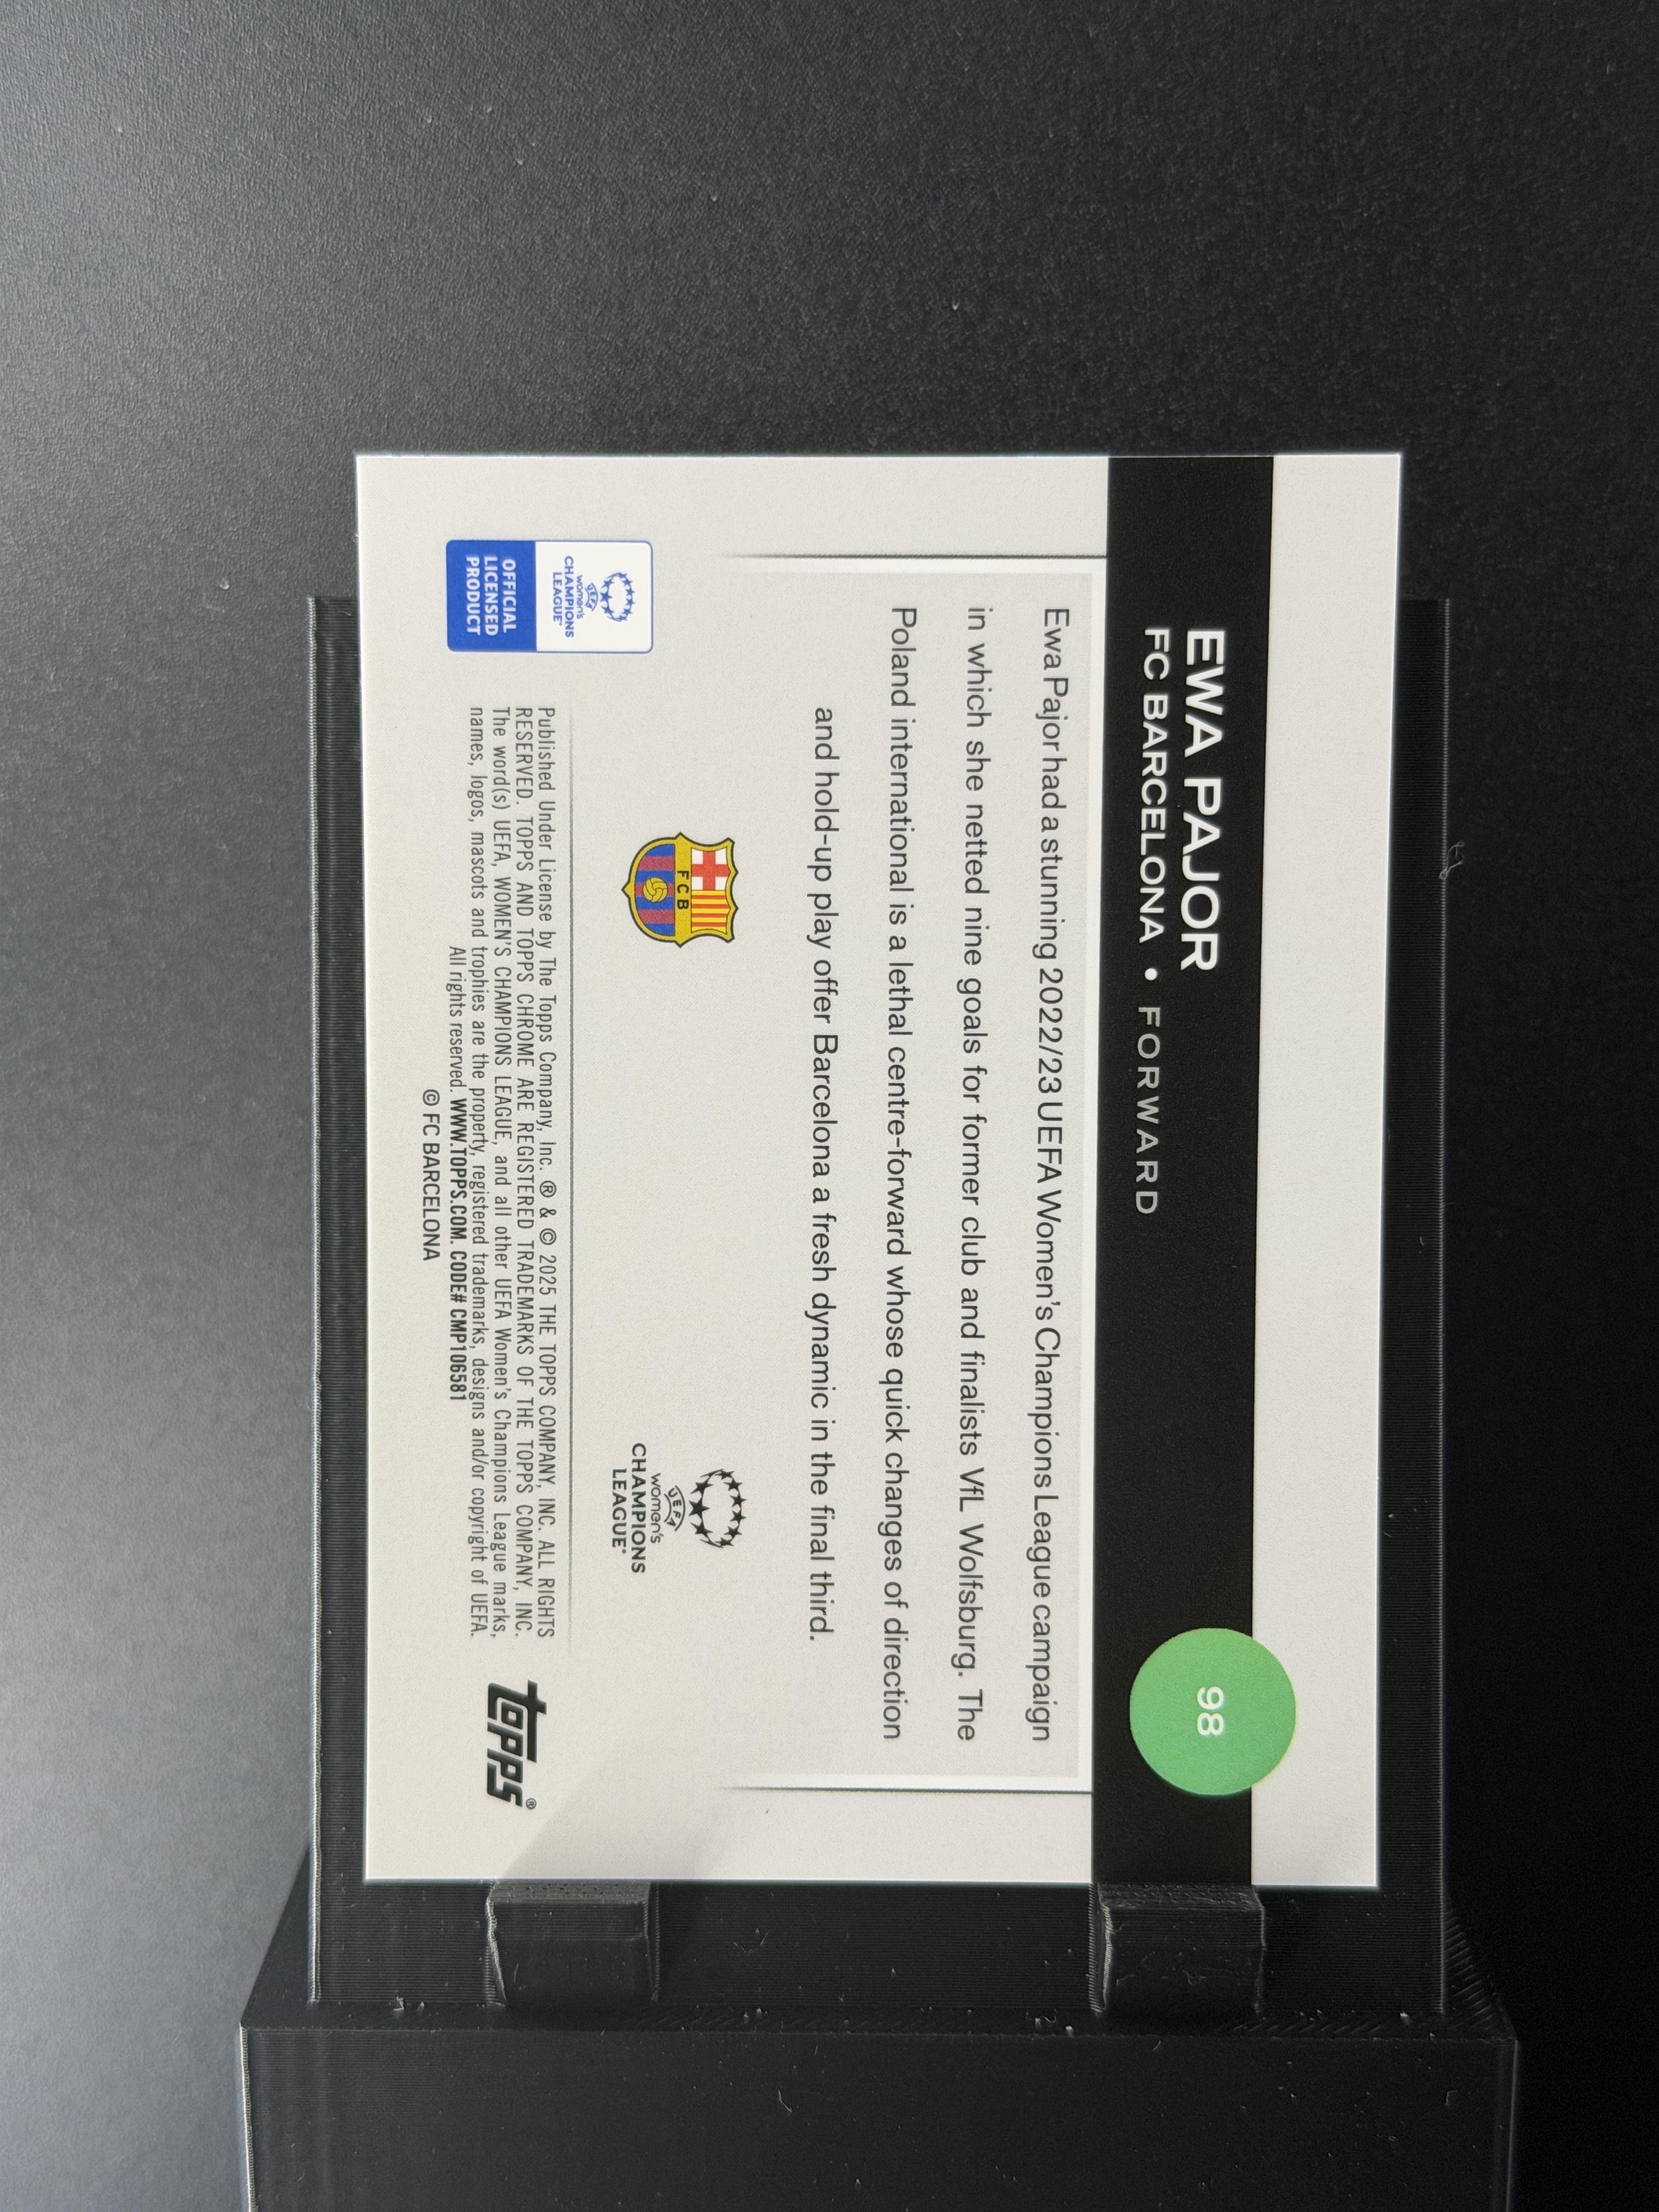 EWA PAJOR
FC BARCELONA • FORWARD
98
Ewa Pajor had a stunning 2022/23 UEFA Women's Champions League campaign
in which she netted nine goals for former club and finalists VfL Wolfsburg. The
Poland international is a lethal centre-forward whose quick changes of direction
and hold-up play offer Barcelona a fresh dynamic in the final third.
FCB
UEFA
women's
CHAMPIONS
LEAGUE®
UEFA
women's
CHAMPIONS
LEAGUE®
OFFICIAL
LICENSED
PRODUCT
Published Under License by The Topps Company, Inc. ® & © 2025 THE TOPPS COMPANY, INC. ALL RIGHTS
RESERVED. TOPPS AND TOPPS CHROME ARE REGISTERED TRADEMARKS OF THE TOPPS COMPANY, INC.
The word(s) UEFA, WOMEN'S CHAMPIONS LEAGUE, and all other UEFA Women's Champions League marks,
names, logos, mascots and trophies are the property, registered trademarks, designs and/or copyright of UEFA.
All rights reserved. WWW.TOPPS.COM. CODE# CMP106581
© FC BARCELONA
topps®